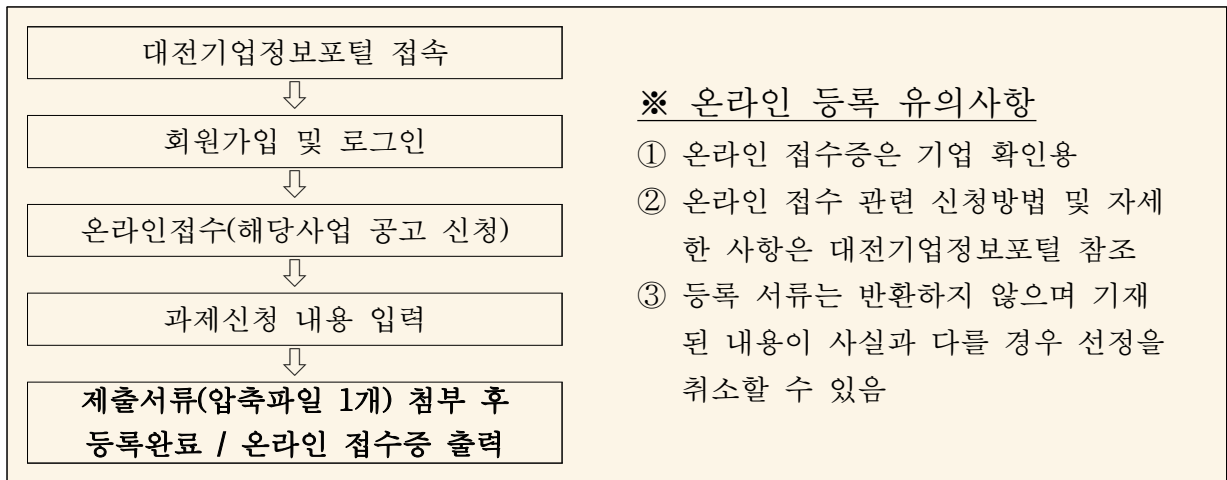 대전기업정보포털 접속
⇩
회원가입 및 로그인
⇩
온라인접수(해당사업 공고 신청)
⇩
과제신청 내용 입력
⇩
제출서류(압축파일 1개) 첨부 후
등록완료 / 온라인 접수증 출력
※ 온라인 등록 유의사항
① 온라인 접수증은 기업 확인용
② 온라인 접수 관련 신청방법 및 자세
한 사항은 대전기업정보포털 참조
③ 등록 서류는 반환하지 않으며 기재
된 내용이 사실과 다를 경우 선정을
취소할 수 있음